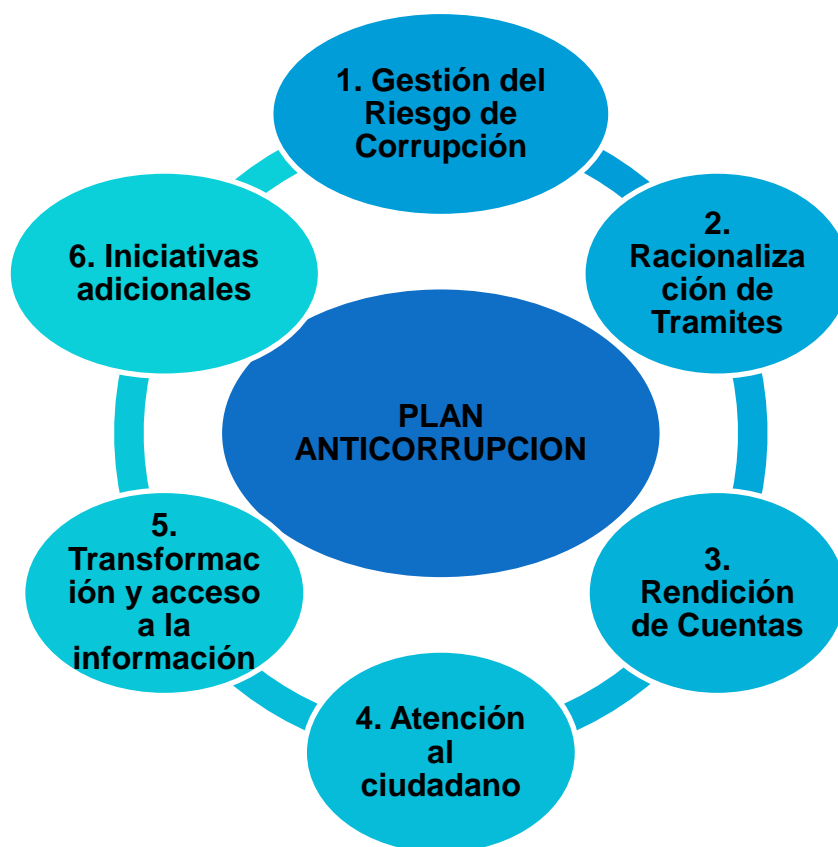 1. Gestión del
Riesgo de
Corrupción
2.
Racionaliza
ción de
Tramites
3.
Rendición
de Cuentas
4. Atención
al
ciudadano
5.
Transformac
ión y acceso
a la
información
6. Iniciativas
adicionales
PLAN
ANTICORRUPCION